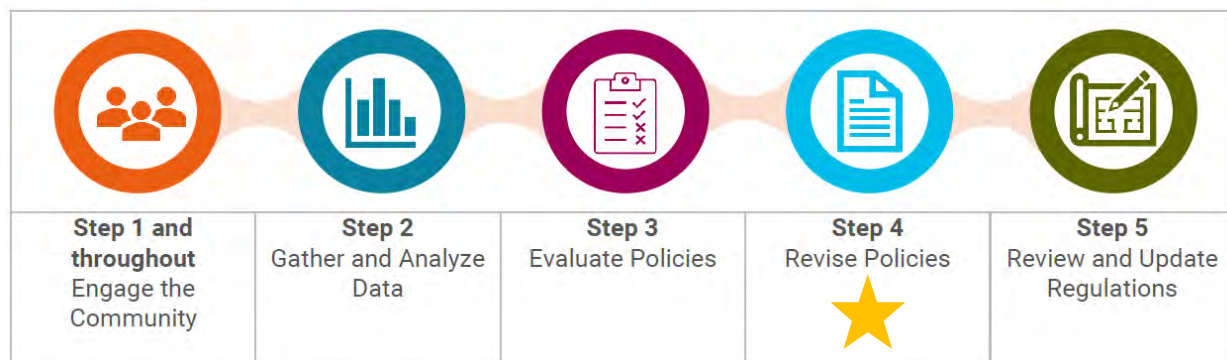 Step 1 and
throughout
Engage the
Community
Step 2
Gather and Analyze
Data
Step 3
Evaluate Policies
Step 4
Revise Policies
Step 5
Review and Update
Regulations